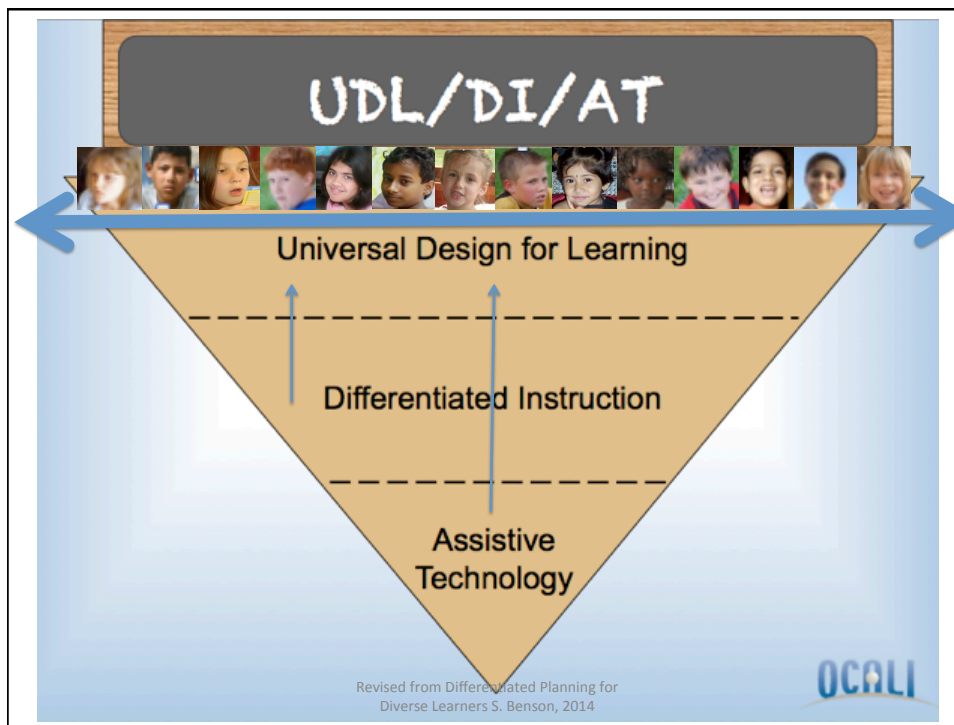 UDL/DI/AT
Universal Design for Learning
Differentiated Instruction
Assistive
Technology
Revised from Differentiated Planning for
Diverse Learners S. Benson, 2014
OCALI